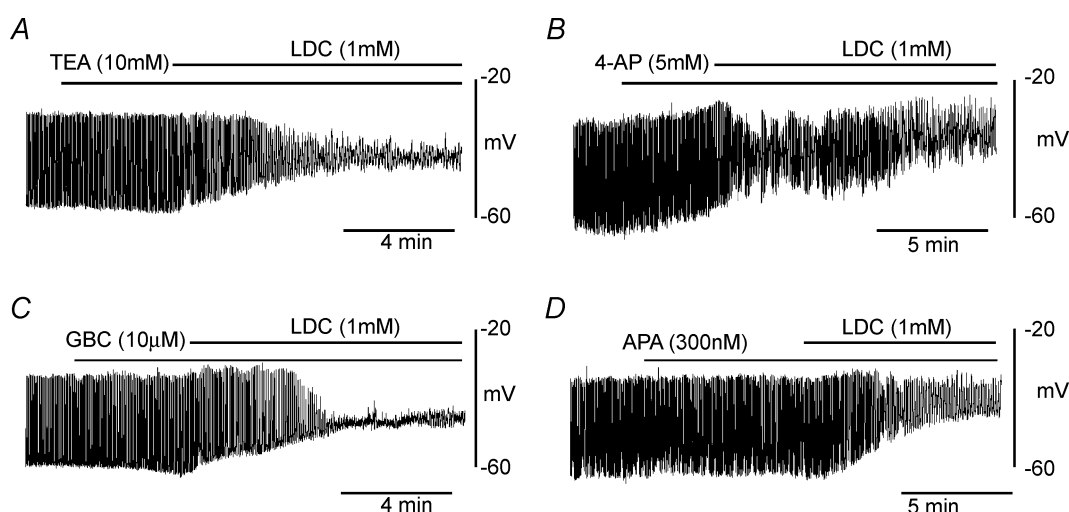 A
LDC (1mM)
TEA (10mM)
-20
mV
-60
4 min
B
LDC (1mM)
4-AP (5mM)
-20
mV
-60
5 min
C
LDC (1mM)
GBC (10μM)
-20
mV
-60
4 min
D
LDC (1mM)
APA (300nM)
-20
mV
-60
5 min